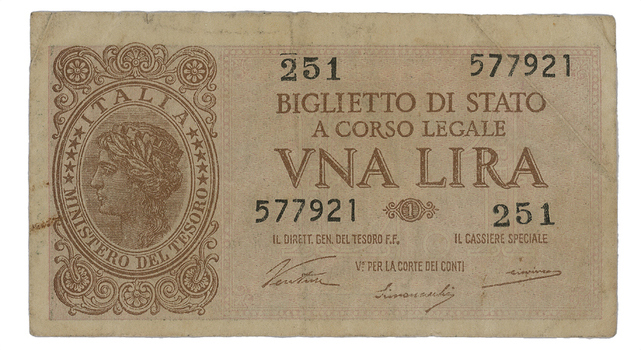 251 577921
BIGLIETTO DI STATO
A CORSO LEGALE
VNA LIRA
577921 1 251
IL DIRETT. GEN. DEL TESORO F.F. IL CASSIERE SPECIALE
Ventura
Vº PER LA CORTE DEI CONTI
ITALIA
MINISTERO DEL TESORO